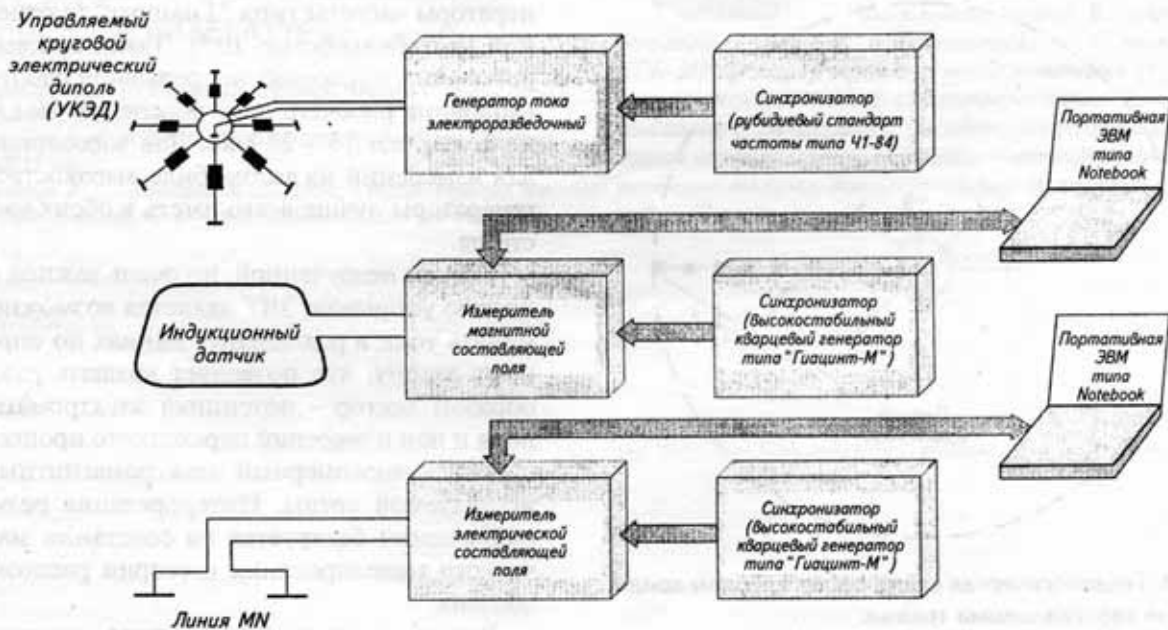 Управляемый
круговой
электрический
диполь
(УКЭД)
Генератор тока
электроразведочный
Синхронизатор
(рубидиевый стандарт
частоты типа Ч1-84)
Портативная
ЭВМ
типа
Notebook
Индукционный
датчик
Измеритель
магнитной
составляющей
поля
Синхронизатор
(высокостабильный
кварцевый генератор
типа "Гиацинт-М" )
Портативная
ЭВМ
типа
Notebook
Измеритель
электрической
составляющей
поля
Синхронизатор
(высокостабильный
кварцевый генератор
типа "Гиацинт-М")
Линия MN